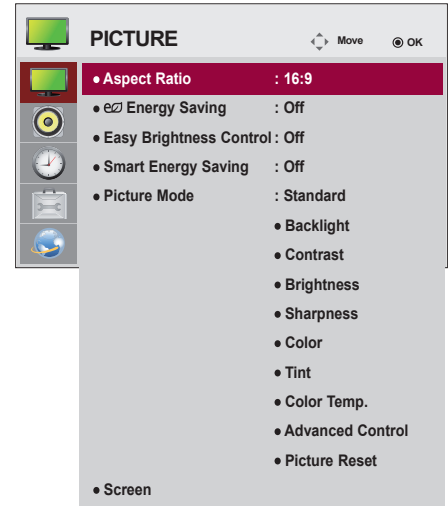 PICTURE Move OK
● Aspect Ratio : 16:9
● Energy Saving : Off
● Easy Brightness Control : Off
● Smart Energy Saving : Off
● Picture Mode : Standard
● Backlight
● Contrast
● Brightness
● Sharpness
● Color
● Tint
● Color Temp.
● Advanced Control
● Picture Reset
● Screen